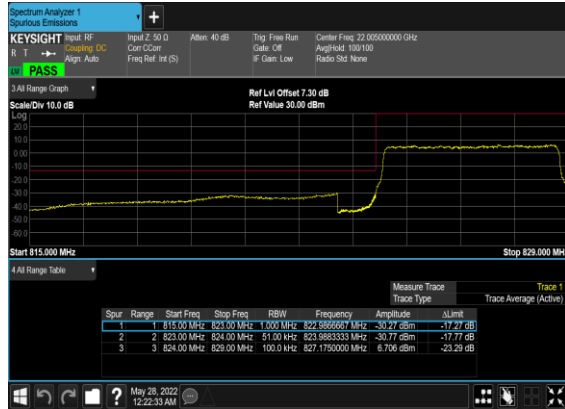 Spectrum Analyzer 1
Spurious Emissions
KEYSIGHT
R T
LV PASS
Input: RF
Coupling: DC
Align: Auto
Input Z: 50 Ω
Corr CCorr
Freq Ref: Int (S)
Atten: 40 dB
Trig: Free Run
Gate: Off
IF Gain: Low
Center Freq: 22.005000000 GHz
Avg|Hold: 100/100
Radio Std: None
3 All Range Graph
Scale/Div 10.0 dB
Ref Lvl Offset 7.30 dB
Ref Value 30.00 dBm
Log
20.0
10.0
0.00
-10.0
-20.0
-30.0
-40.0
-50.0
-60.0
Start 815.000 MHz
Stop 829.000 MHz
4 All Range Table
Measure Trace Trace 1
Trace Type Trace Average (Active)
Spur Range Start Freq Stop Freq RBW Frequency Amplitude ΔLimit
1 1 815.00 MHz 823.00 MHz 1.000 MHz 822.9866667 MHz -30.27 dBm -17.27 dB
2 2 823.00 MHz 824.00 MHz 51.00 kHz 823.9883333 MHz -30.77 dBm -17.77 dB
3 3 824.00 MHz 829.00 MHz 100.0 kHz 827.1750000 MHz 6.706 dBm -23.29 dB
?
May 28, 2022
12:22:33 AM